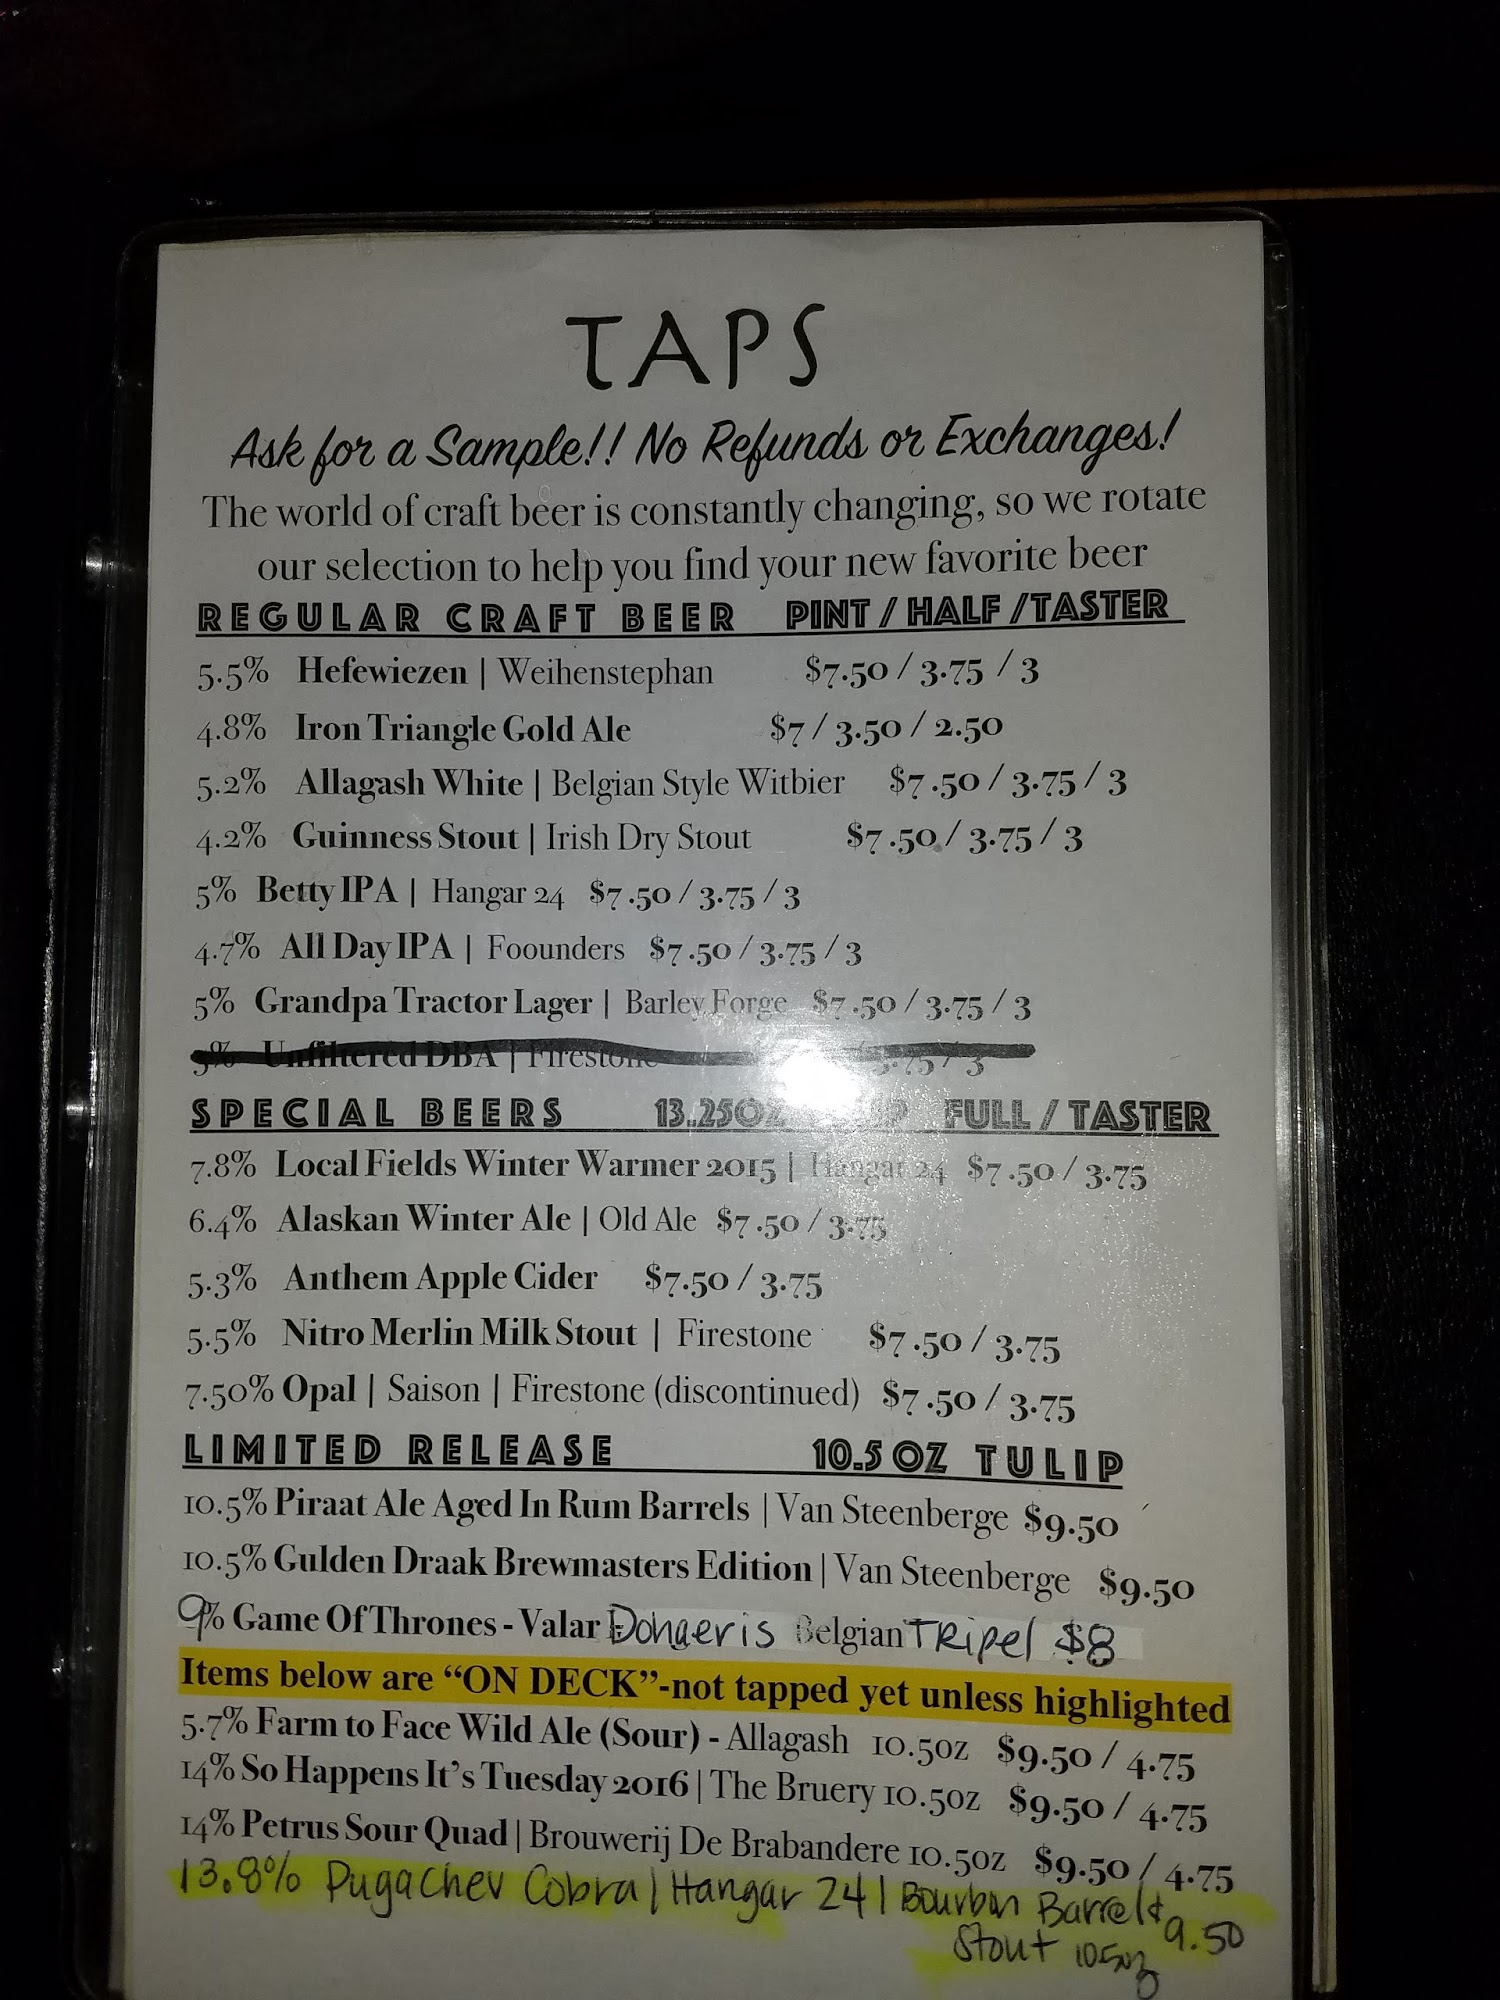 TAPS
Ask for a Sample!! No Refunds or Exchanges!
The world of craft beer is constantly changing, so we rotate
our selection to help you find your new favorite beer
REGULAR CRAFT BEER PINT / HALF /TASTER
5.5% Hefewiezen | Weihenstephan $7.50 / 3.75 / 3
4.8% Iron Triangle Gold Ale $7 / 3.50 / 2.50
5.2% Allagash White | Belgian Style Witbier $7.50 / 3.75 / 3
4.2% Guinness Stout | Irish Dry Stout $7.50 / 3.75 / 3
5% Betty IPA | Hangar 24 $7.50 / 3.75 / 3
4.7% All Day IPA | Foounders $7.50 / 3.75 / 3
5% Grandpa Tractor Lager | Barley Forge $7.50 / 3.75 / 3
5% Unfiltered DBA | Firestone 3.75 / 3
SPECIAL BEERS 13.25OZ FULL / TASTER
7.8% Local Fields Winter Warmer 2015 | Hangar 24 $7.50 / 3.75
6.4% Alaskan Winter Ale | Old Ale $7.50 / 3.75
5.3% Anthem Apple Cider $7.50 / 3.75
5.5% Nitro Merlin Milk Stout | Firestone $7.50 / 3.75
7.50% Opal | Saison | Firestone (discontinued) $7.50 / 3.75
LIMITED RELEASE 10.5 OZ TULIP
10.5% Piraat Ale Aged In Rum Barrels | Van Steenberge $9.50
10.5% Gulden Draak Brewmasters Edition | Van Steenberge $9.50
9% Game Of Thrones - Valar Dohaeris Belgian Tripel $8
Items below are “ON DECK”-not tapped yet unless highlighted
5.7% Farm to Face Wild Ale (Sour) - Allagash 10.5oz $9.50 / 4.75
14% So Happens It's Tuesday 2016 | The Bruery 10.5oz $9.50 / 4.75
14% Petrus Sour Quad | Brouwerij De Brabandere 10.5oz $9.50 / 4.75
13.8% Pugachev Cobra | Hangar 24 | Bourbon Barreled
Stout 10.5oz 9.50